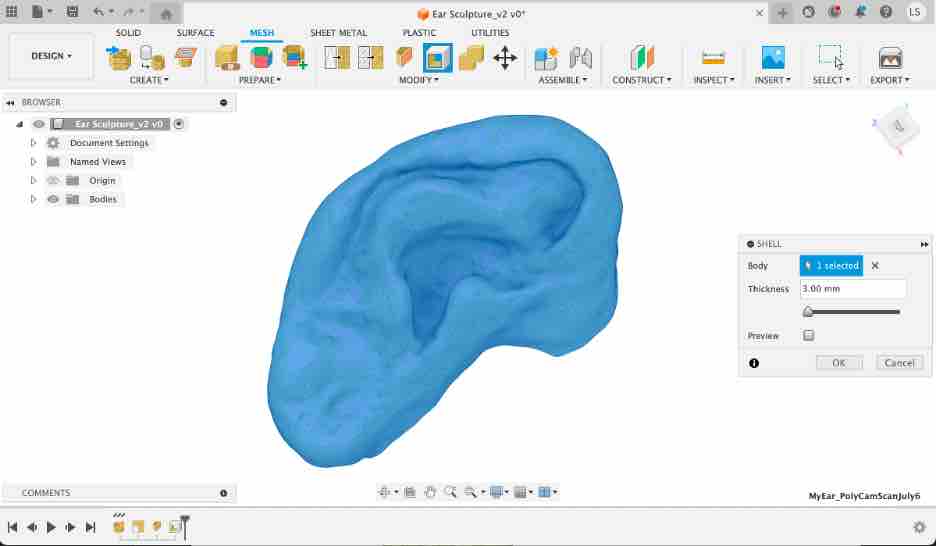 Ear Sculpture_v2 v0*
LS
DESIGN
SOLID SURFACE MESH SHEET METAL PLASTIC UTILITIES
CREATE PREPARE MODIFY ASSEMBLE CONSTRUCT INSPECT INSERT SELECT EXPORT
BROWSER
Ear Sculpture_v2 v0
Document Settings
Named Views
Origin
Bodies
SHELL
Body 1 selected
Thickness 3.00 mm
Preview
OK Cancel
COMMENTS
MyEar_PolyCamScanJuly6